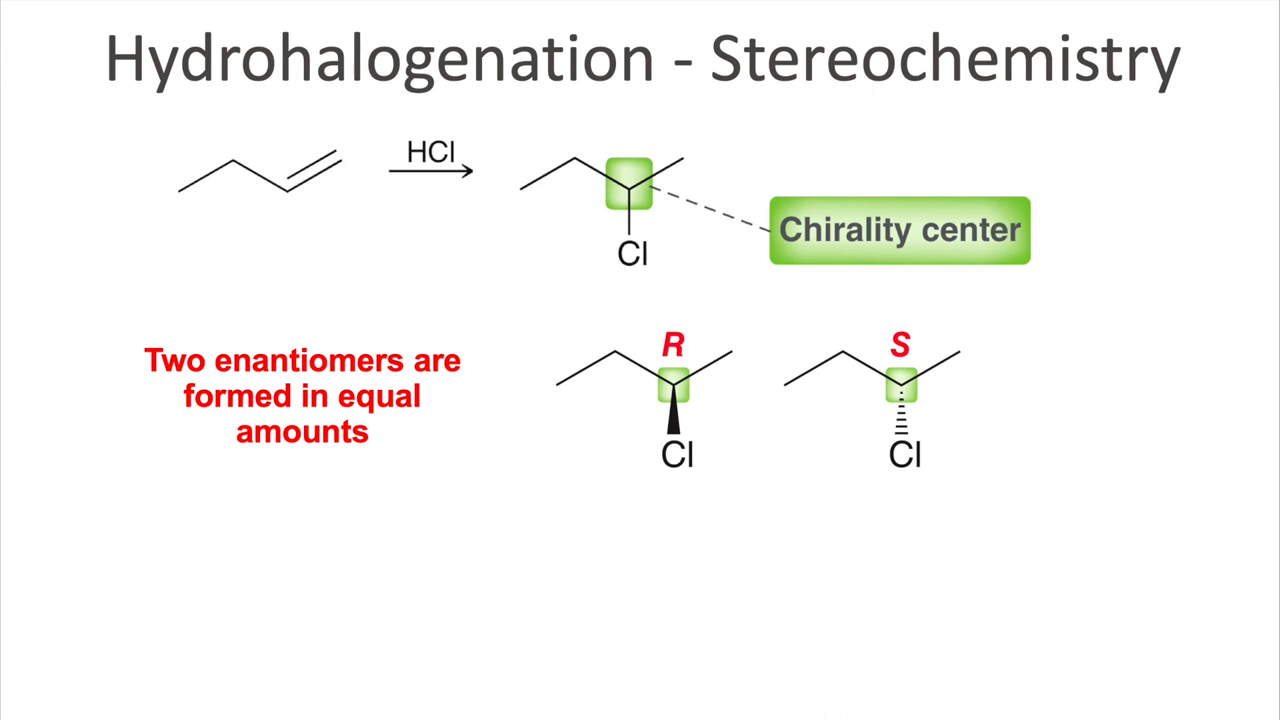 Hydrohalogenation - Stereochemistry
HCl
Cl
Chirality center
Two enantiomers are
formed in equal
amounts
R
S
Cl
Cl